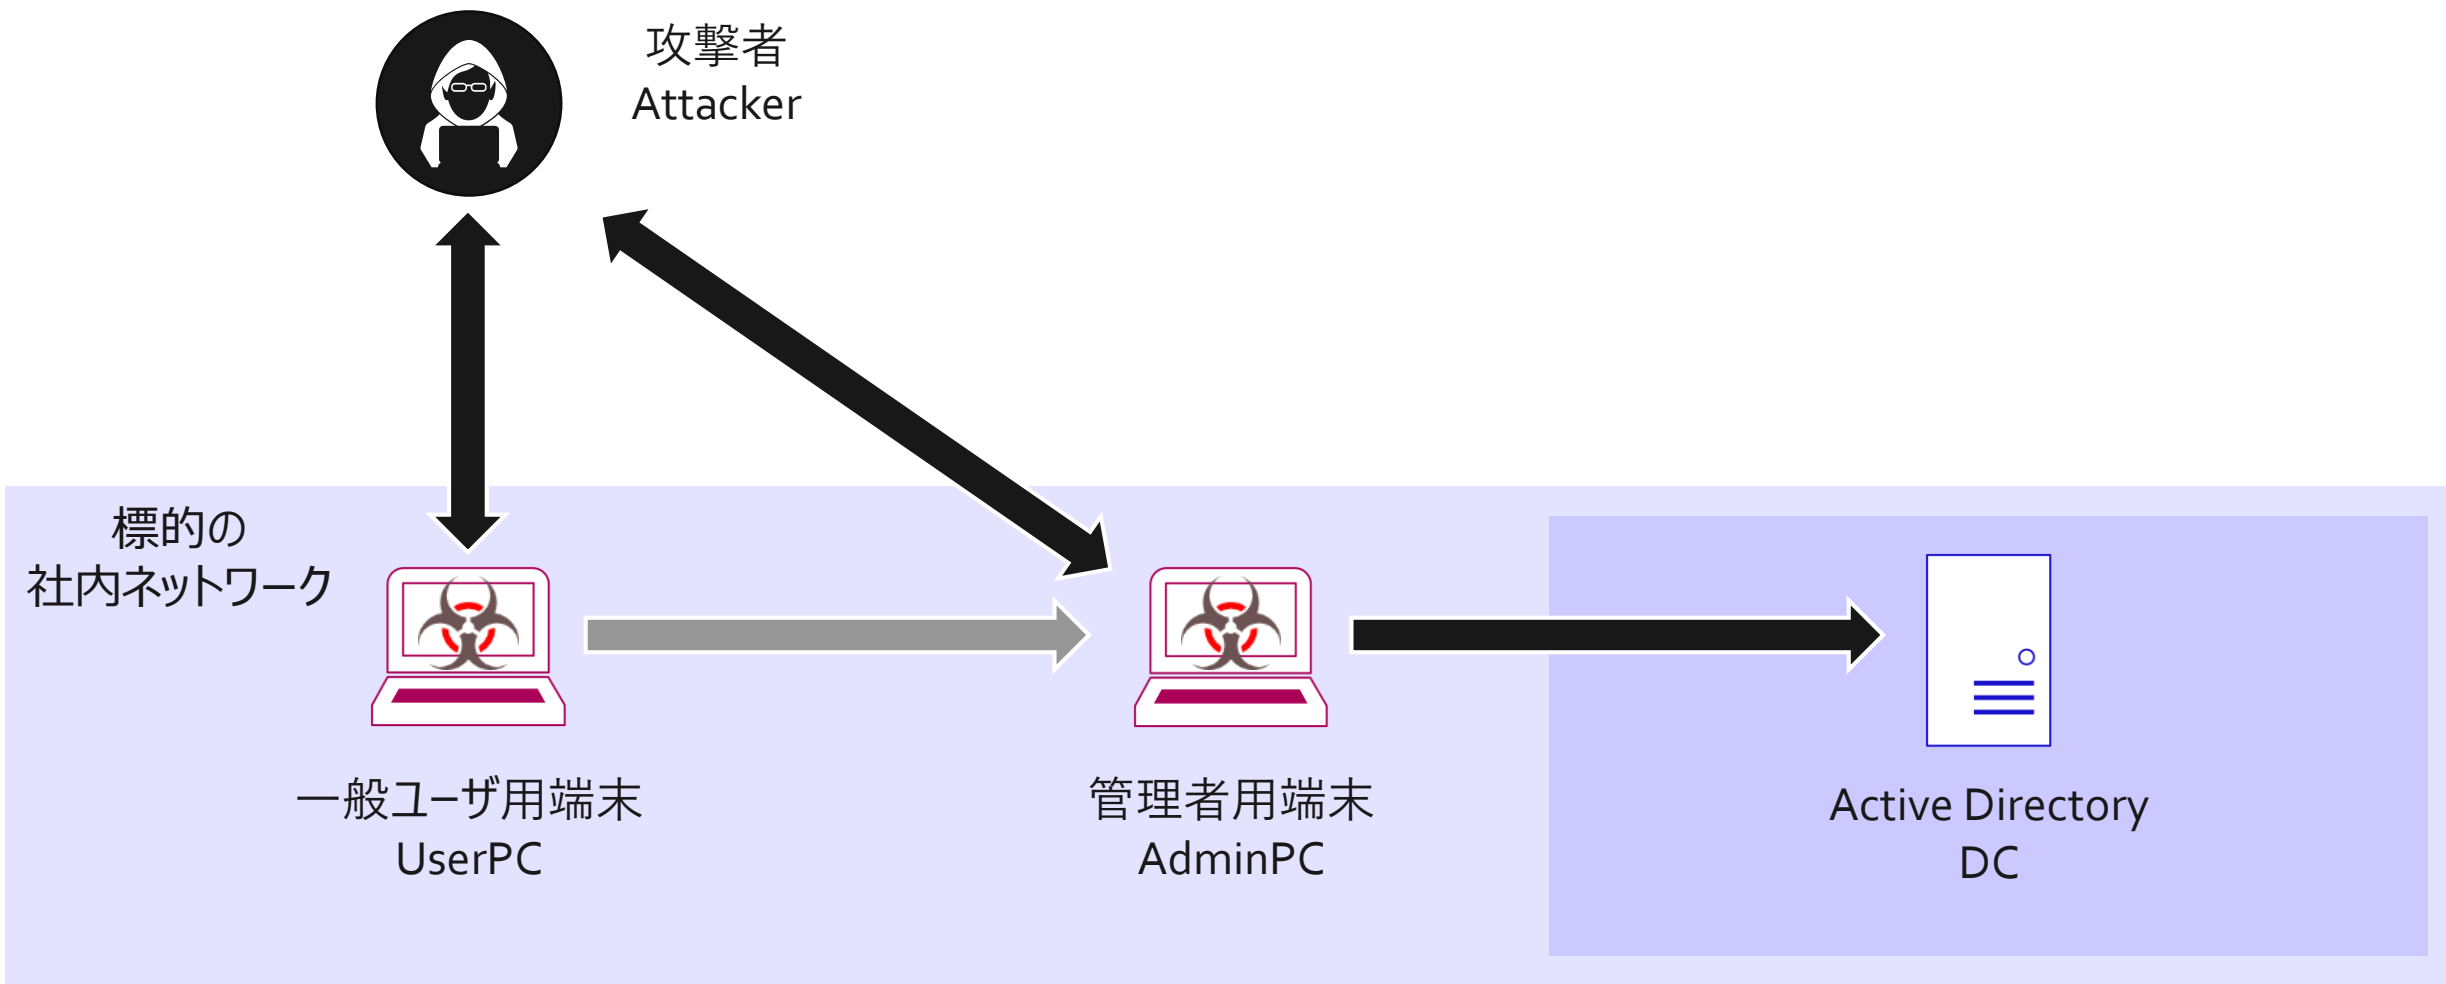 攻撃者
Attacker
標的の
社内ネットワーク
一般ユーザ用端末
UserPC
管理者用端末
AdminPC
Active Directory
DC